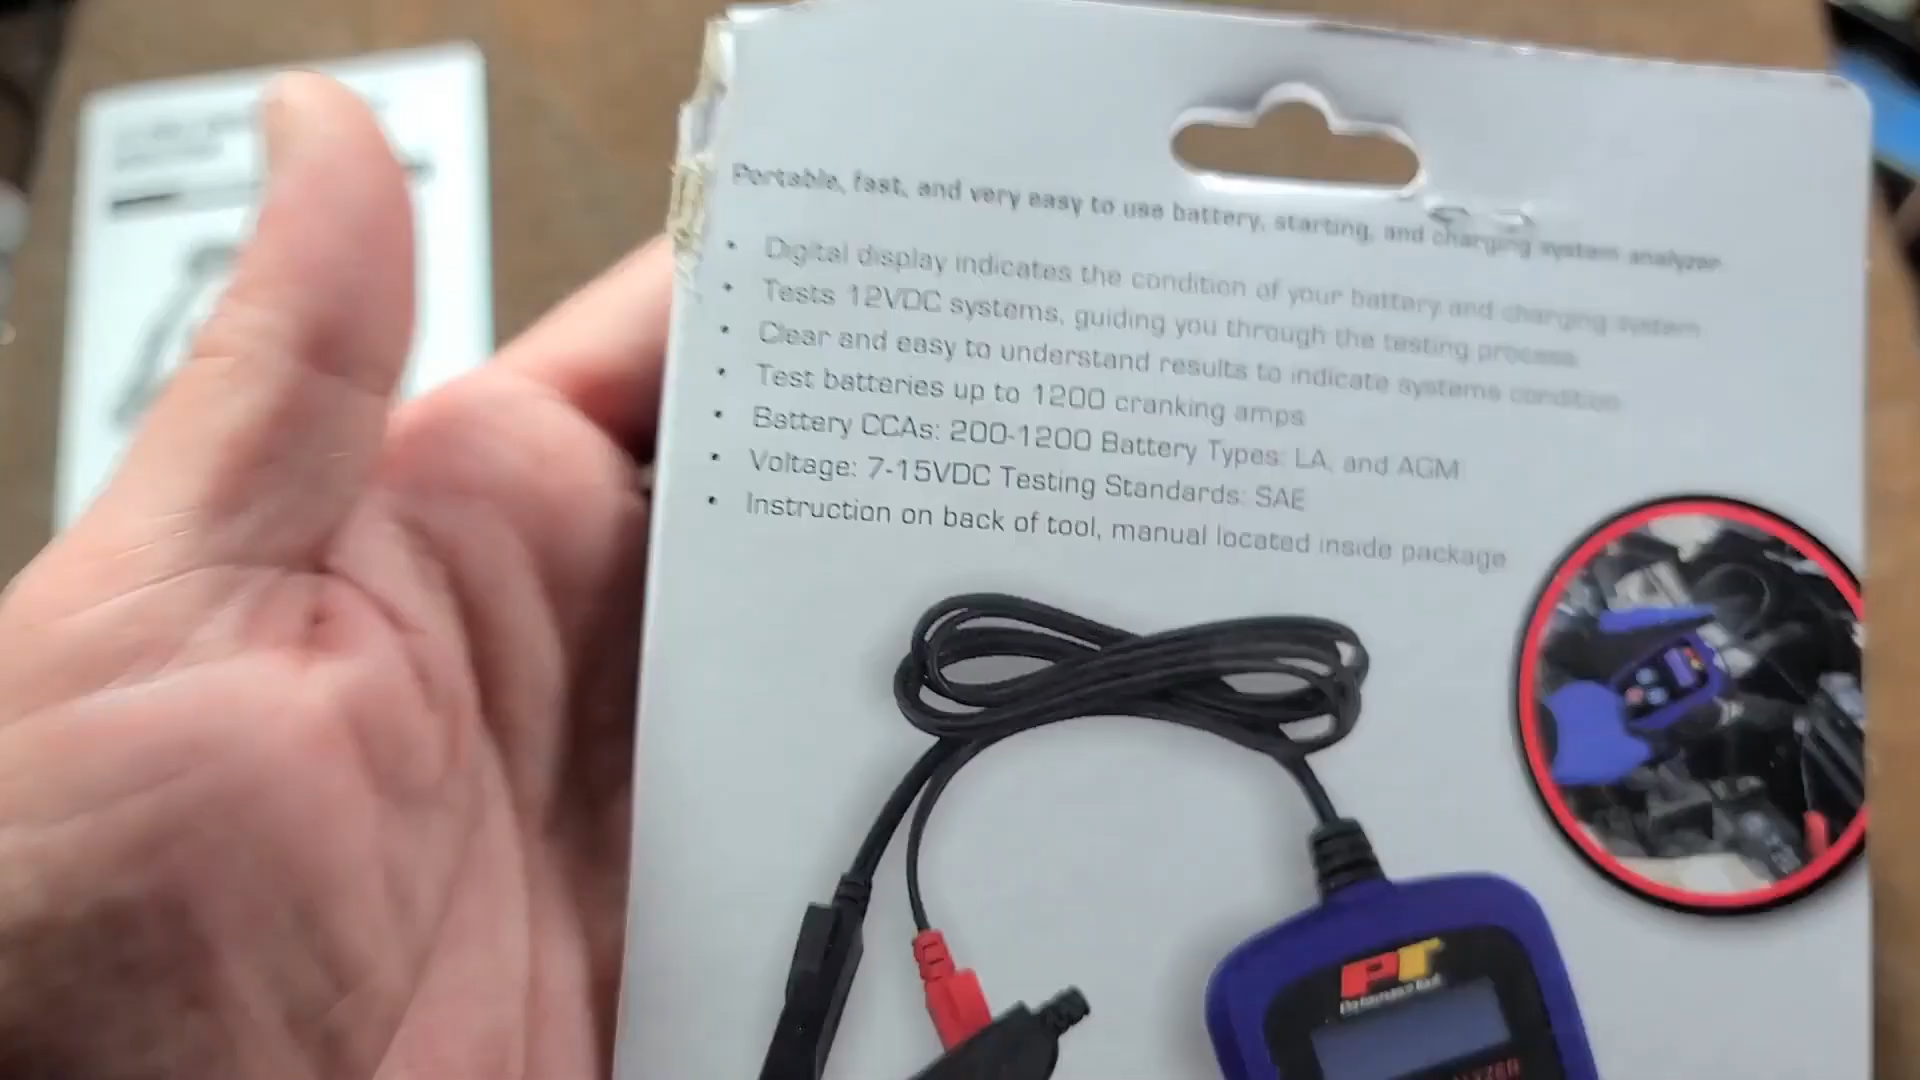 Portable, fast, and very easy to use battery, starting, and charging system analyzer.
• Digital display indicates the condition of your battery and charging system
• Tests 12VDC systems, guiding you through the testing process
• Clear and easy to understand results to indicate systems condition
• Test batteries up to 1200 cranking amps
• Battery CCAs: 200-1200 Battery Types: LA, and AGM
• Voltage: 7-15VDC Testing Standards: SAE
• Instruction on back of tool, manual located inside package
PT
Performance Tool